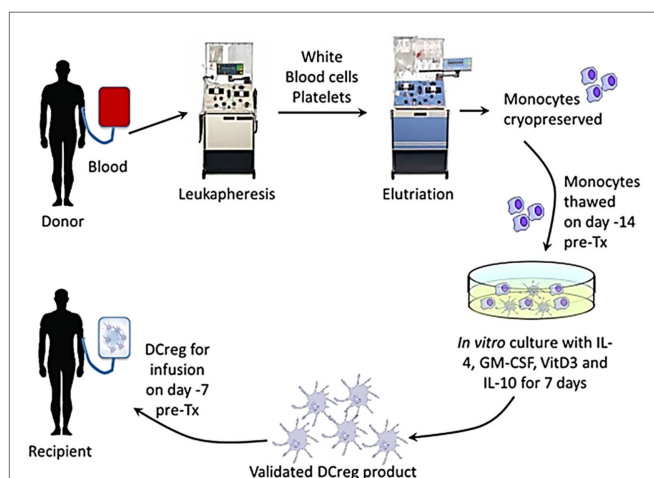 White
Blood cells
Platelets
Monocytes
cryopreserved
Blood
Donor
Leukapheresis
Elutriation
Monocytes
thawed
on day -14
pre-Tx
In vitro culture with IL-
4, GM-CSF, VitD3 and
IL-10 for 7 days
DCreg for
infusion
on day -7
pre-Tx
Recipient
Validated DCreg product